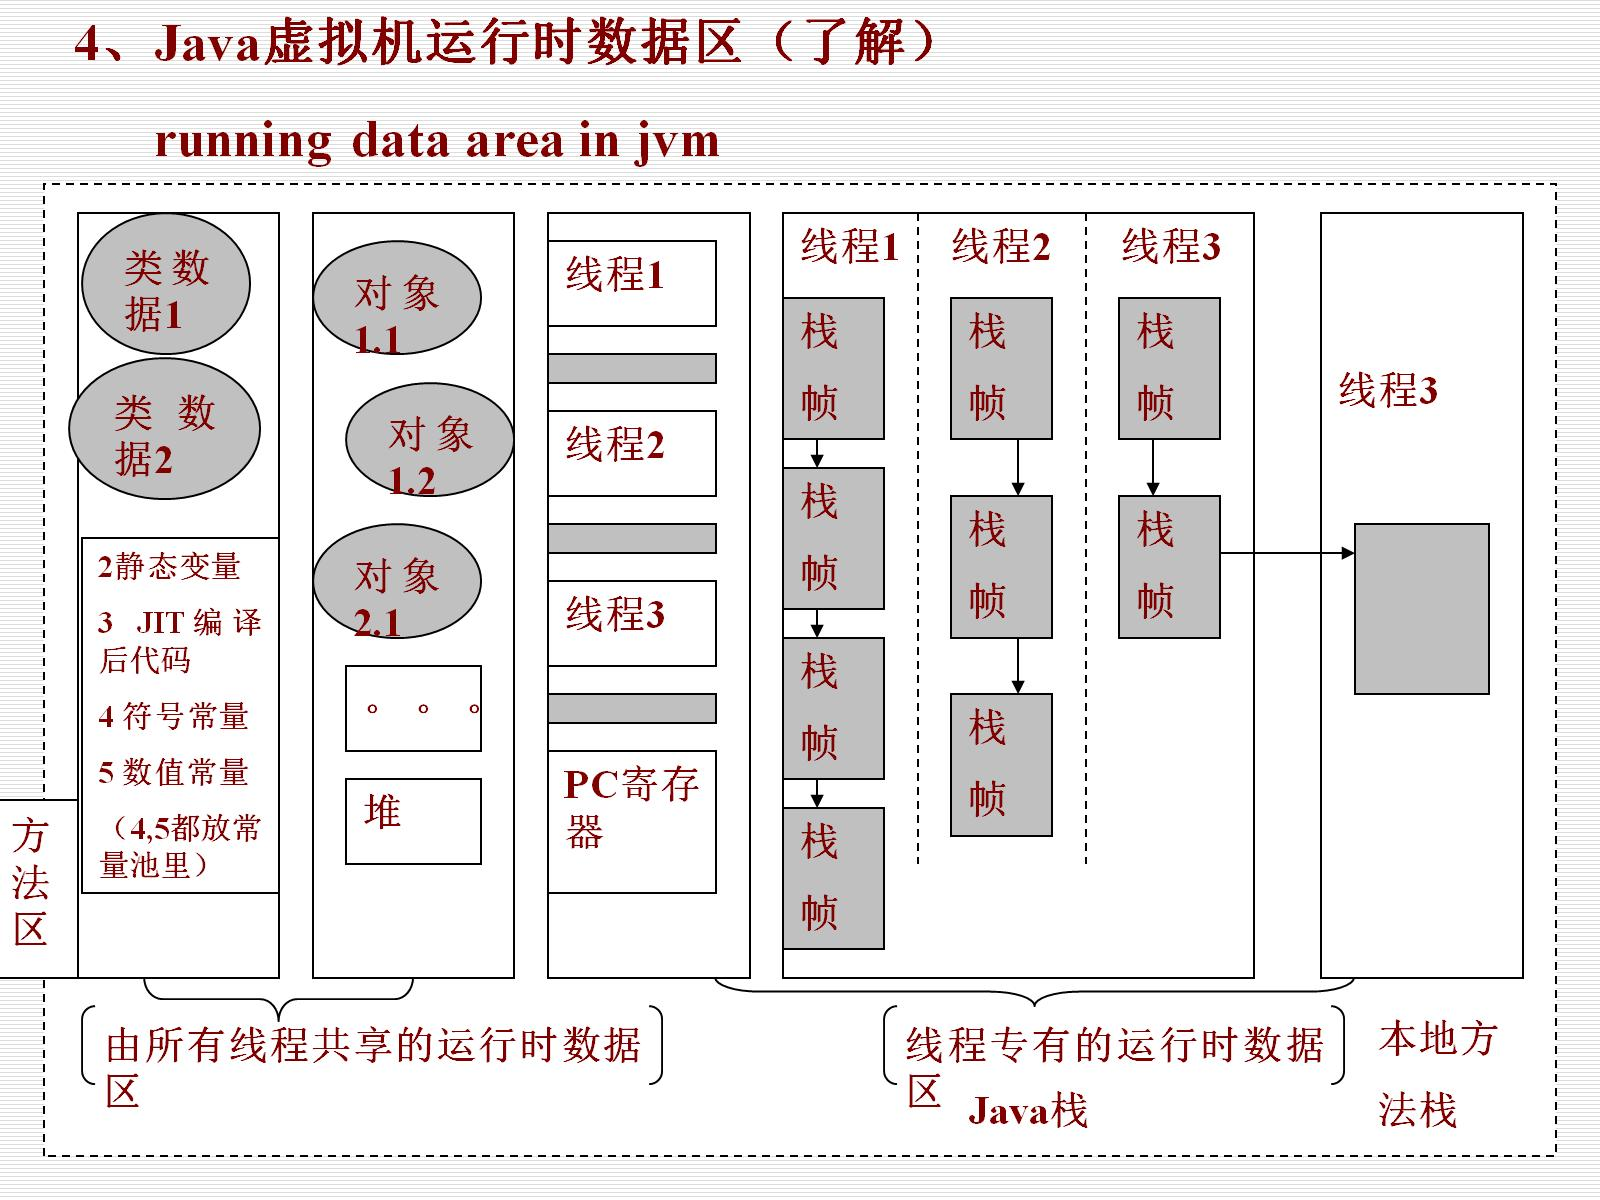 4、Java虚拟机运行时数据区（了解）
running data area in jvm
类数
据1
类 数
据2
2静态变量
3 JIT编译
后代码
4 符号常量
5 数值常量
（4,5都放常
量池里）
方
法
区
对象
1.1
对象
1.2
对象
2.1
。。。
堆
线程1
线程2
线程3
PC寄存
器
线程1
栈
帧
栈
帧
栈
帧
栈
帧
线程2
栈
帧
栈
帧
栈
帧
线程3
栈
帧
栈
帧
线程3
由所有线程共享的运行时数据
区
线程专有的运行时数据
区
Java栈
本地方
法栈